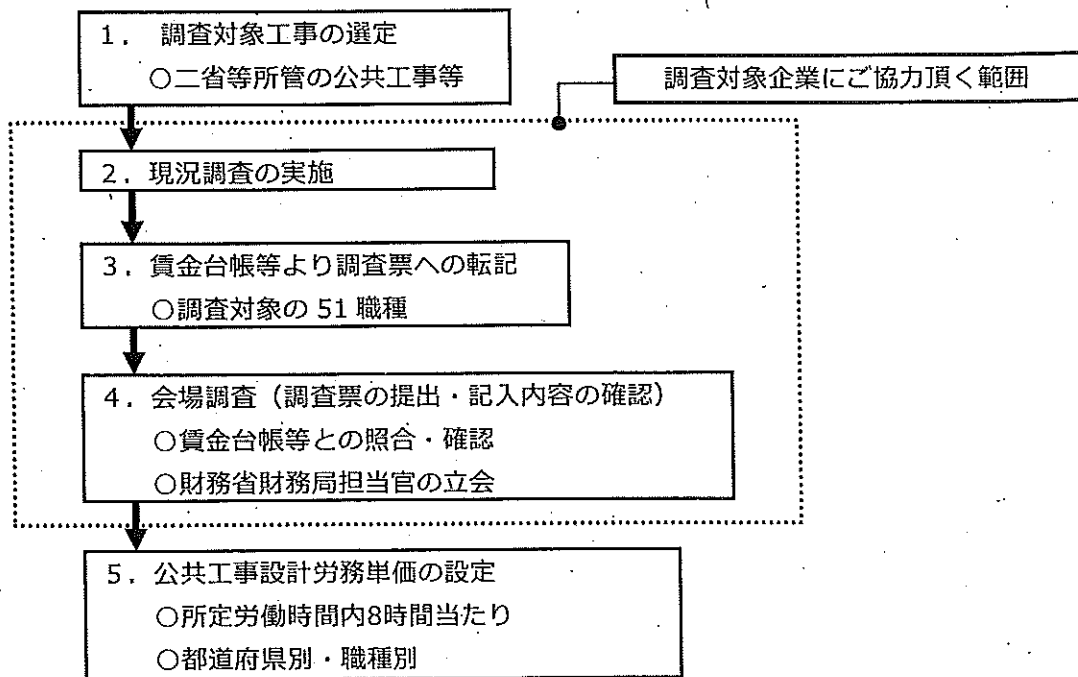 1. 調査対象工事の選定
○二省等所管の公共工事等
調査対象企業にご協力頂く範囲
2.現況調査の実施
3.賃金台帳等より調査票への転記
○調査対象の 51 職種
4.会場調査(調査票の提出・記入内容の確認)
○賃金台帳等との照合・確認
○財務省財務局担当官の立会
5.公共工事設計労務単価の設定
○所定労働時間内8時間当たり
○都道府県別・職種別